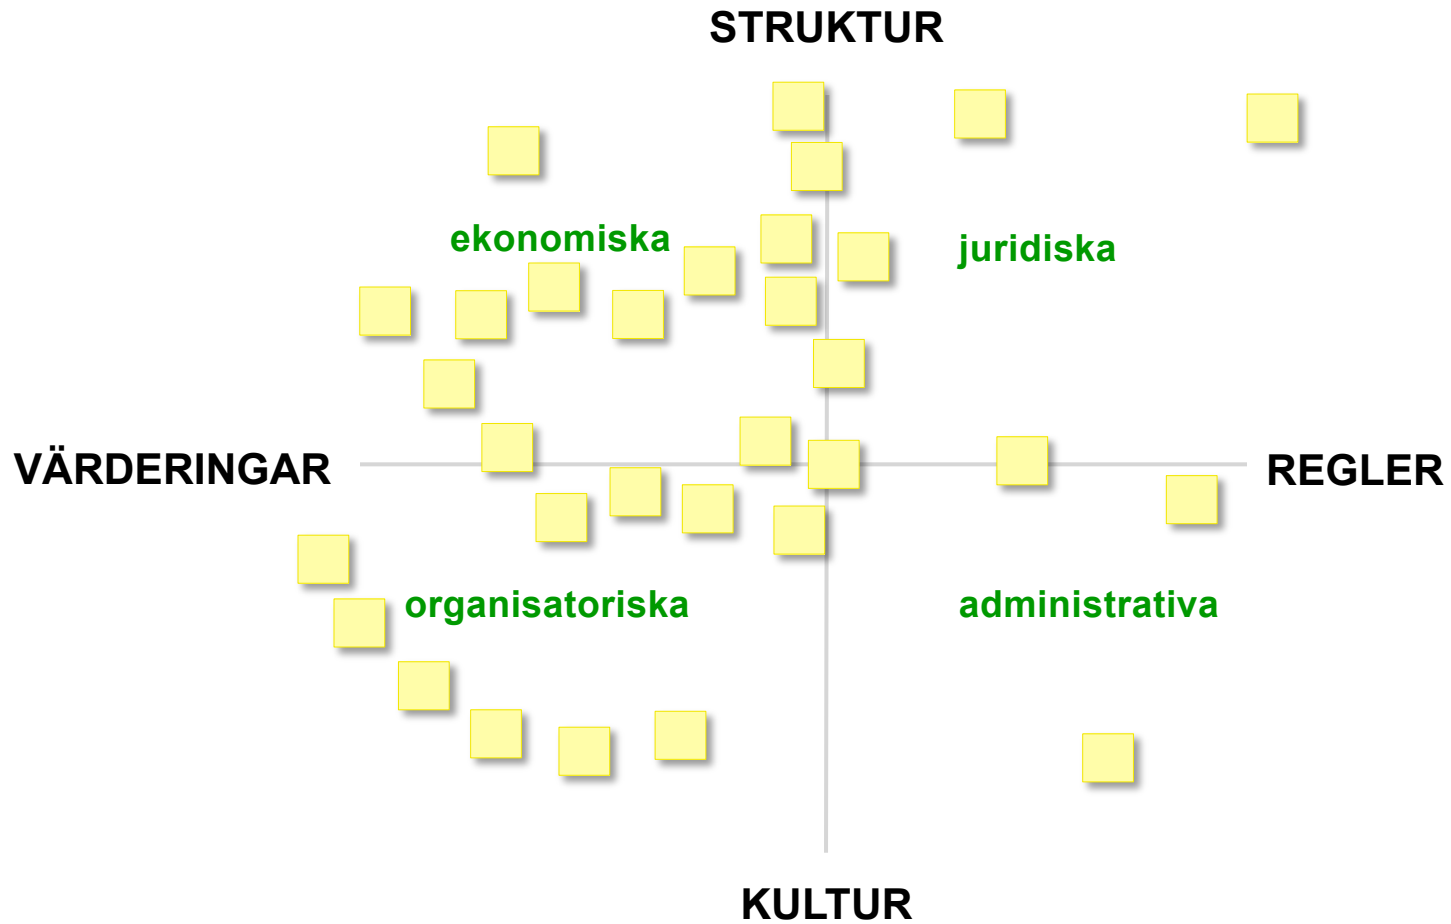 STRUKTUR
ekonomiska
juridiska
VÄRDERINGAR
REGLER
organisatoriska
administrativa
KULTUR